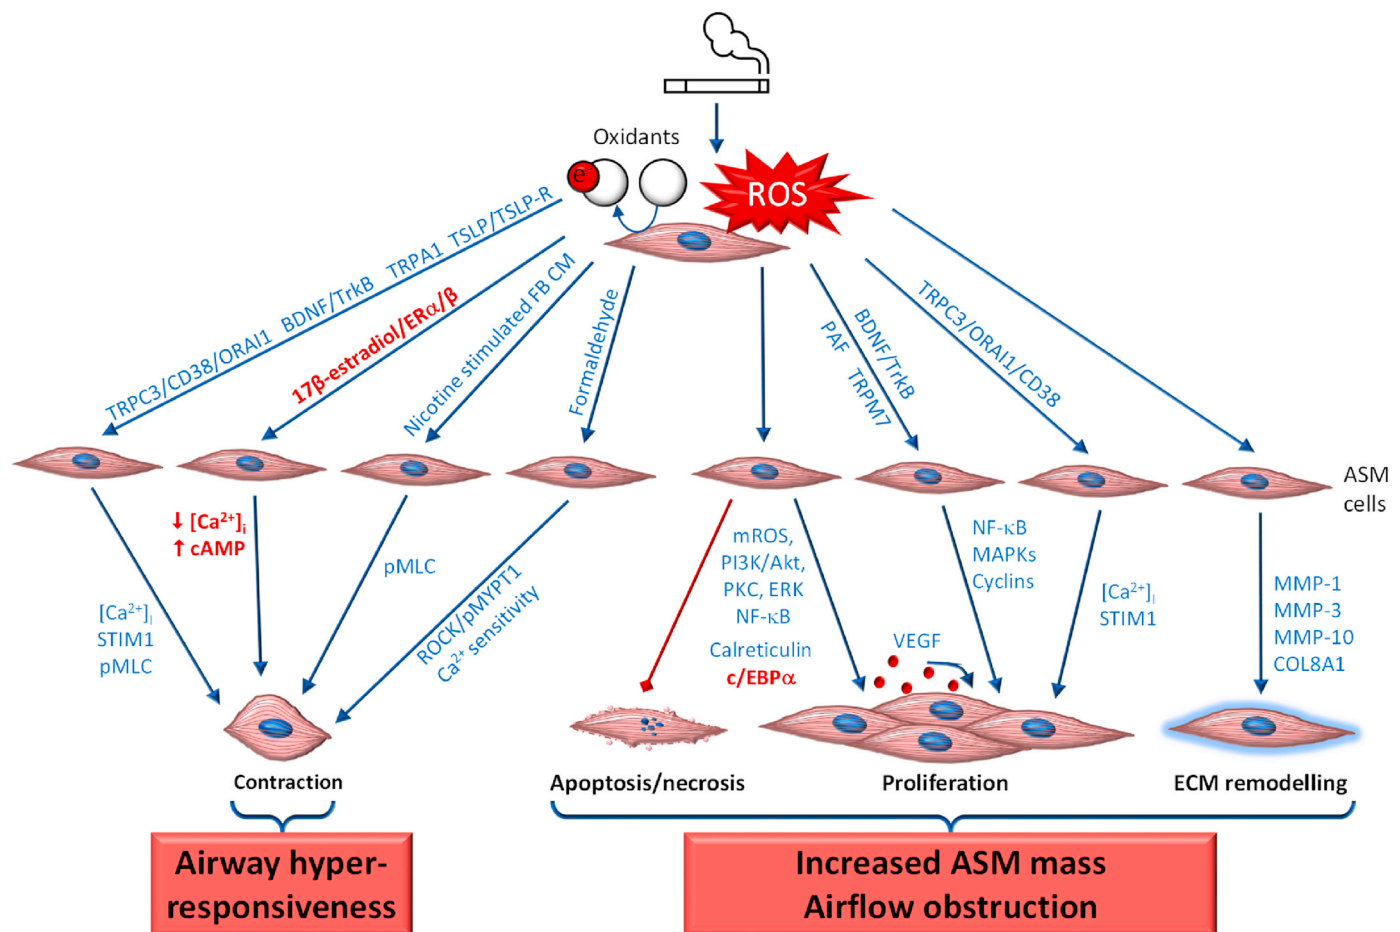 Oxidants
e⁻
ROS
TRPC3/CD38/ORAI1 BDNF/TrkB TRPA1 TSLP/TSLP-R
17β-estradiol/ERα/β
Nicotine stimulated FB CM
Formaldehyde
PAF
BDNF/TrkB
TRPM7
TRPC3/ORAI1/CD38
ASM
cells
↓ [Ca²⁺]ᵢ
↑ cAMP
[Ca²⁺]ᵢ
STIM1
pMLC
pMLC
ROCK/pMYPT1
Ca²⁺ sensitivity
mROS,
PI3K/Akt,
PKC, ERK
NF-κB
Calreticulin
c/EBPα
NF-κB
MAPKs
Cyclins
VEGF
[Ca²⁺]ᵢ
STIM1
MMP-1
MMP-3
MMP-10
COL8A1
Contraction
Apoptosis/necrosis
Proliferation
ECM remodelling
Airway hyper-
responsiveness
Increased ASM mass
Airflow obstruction